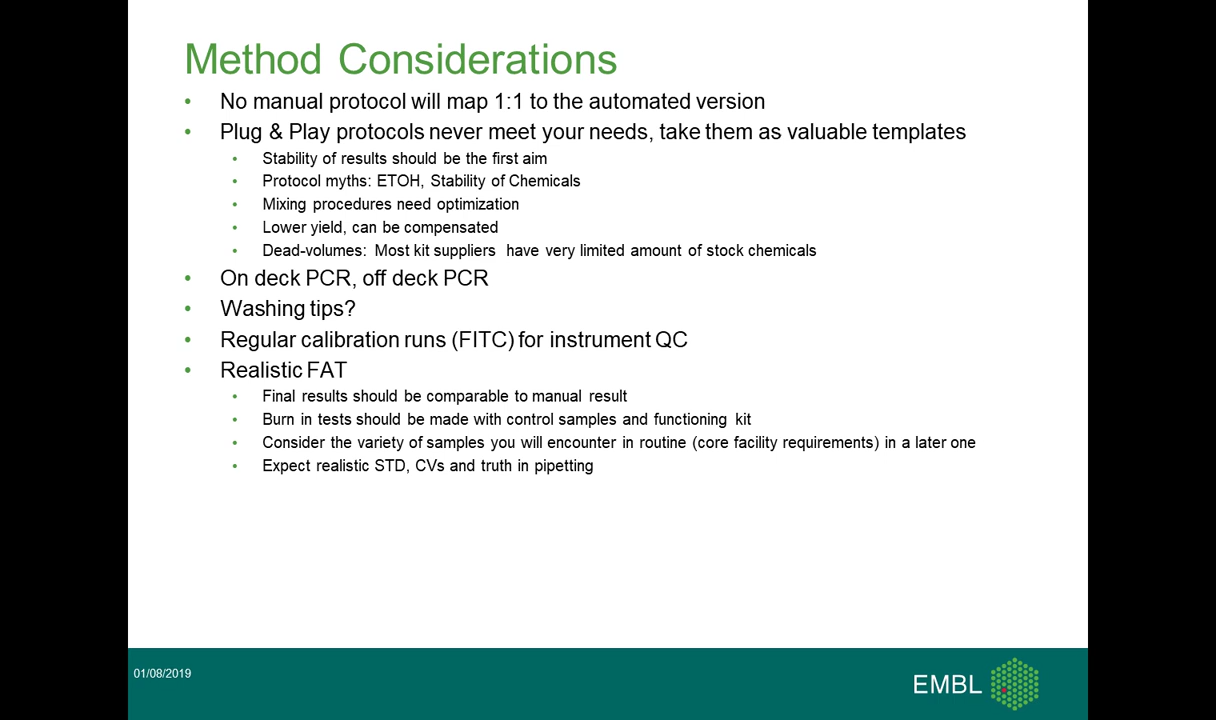 Method Considerations
• No manual protocol will map 1:1 to the automated version
• Plug & Play protocols never meet your needs, take them as valuable templates
• Stability of results should be the first aim
• Protocol myths: ETOH, Stability of Chemicals
• Mixing procedures need optimization
• Lower yield, can be compensated
• Dead-volumes: Most kit suppliers have very limited amount of stock chemicals
• On deck PCR, off deck PCR
• Washing tips?
• Regular calibration runs (FITC) for instrument QC
• Realistic FAT
• Final results should be comparable to manual result
• Burn in tests should be made with control samples and functioning kit
• Consider the variety of samples you will encounter in routine (core facility requirements) in a later one
• Expect realistic STD, CVs and truth in pipetting
01/08/2019
EMBL